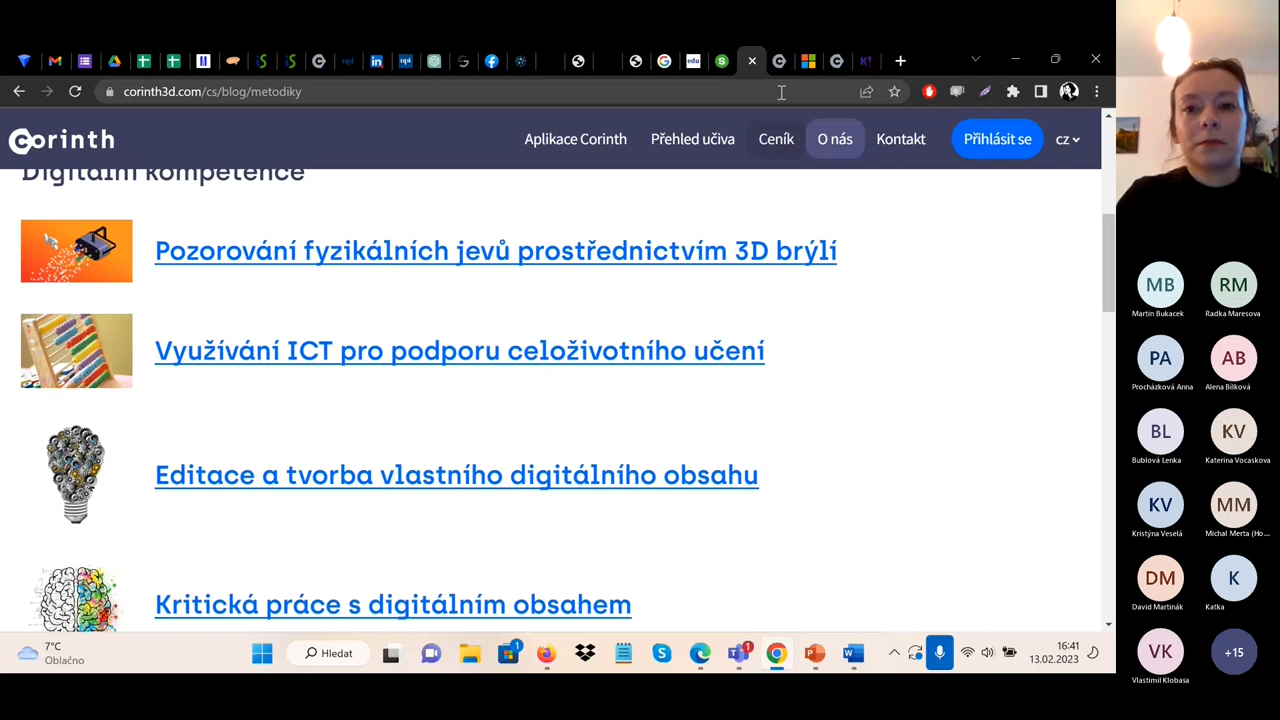 corinth3d.com/cs/blog/metodiky
corinth
Aplikace Corinth
Přehled učiva
Ceník
O nás
Kontakt
Přihlásit se
cz
Digitální kompetence
Pozorování fyzikálních jevů prostřednictvím 3D brýlí
Využívání ICT pro podporu celoživotního učení
Editace a tvorba vlastního digitálního obsahu
Kritická práce s digitálním obsahem
7°C
Oblačno
Hledat
16:41
13.02.2023
MB
RM
Martin Bukacek
Radka Maresova
PA
AB
Procházková Anna
Alena Bílková
BL
KV
Bublová Lenka
Katerina Vocaskova
KV
MM
Kristýna Veselá
Michal Merta (Ho...
DM
K
David Martinák
Katka
VK
+15
Vlastimil Klobasa